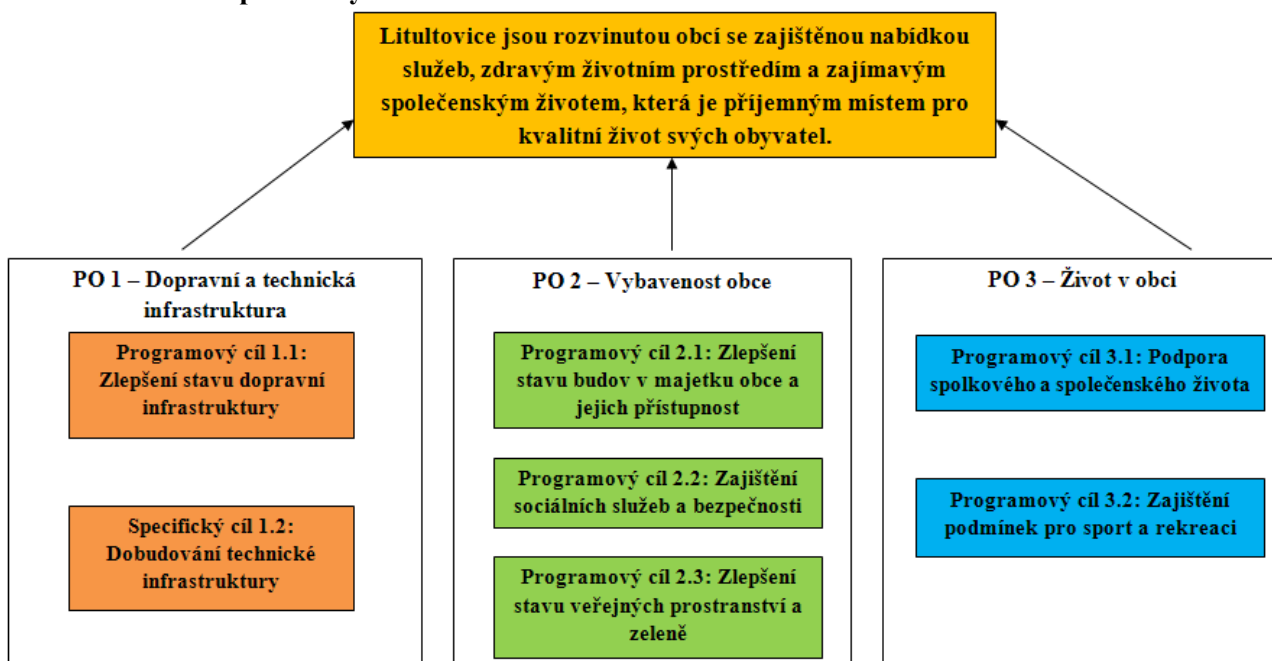 Litultovice jsou rozvinutou obcí se zajištěnou nabídkou
služeb, zdravým životním prostředím a zajímavým
společenským životem, která je příjemným místem pro
kvalitní život svých obyvatel.
PO 1 – Dopravní a technická
infrastruktura
Programový cíl 1.1:
Zlepšení stavu dopravní
infrastruktury
Specifický cíl 1.2:
Dobudování technické
infrastruktury
PO 2 – Vybavenost obce
Programový cíl 2.1: Zlepšení
stavu budov v majetku obce a
jejich přístupnost
Programový cíl 2.2: Zajištění
sociálních služeb a bezpečnosti
Programový cíl 2.3: Zlepšení
stavu veřejných prostranství a
zeleně
PO 3 – Život v obci
Programový cíl 3.1: Podpora
spolkového a společenského života
Programový cíl 3.2: Zajištění
podmínek pro sport a rekreaci